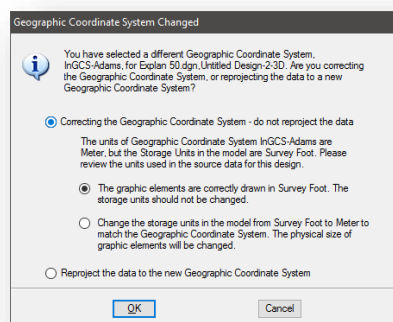 Geographic Coordinate System Changed
You have selected a different Geographic Coordinate System,
InGCS-Adams, for Explan 50.dgn,Untitled Design-2-3D. Are you correcting
the Geographic Coordinate System, or reprojecting the data to a new
Geographic Coordinate System?
Correcting the Geographic Coordinate System - do not reproject the data
The units of Geographic Coordinate System InGCS-Adams are
Meter, but the Storage Units in the model are Survey Foot. Please
review the units used in the source data for this design.
The graphic elements are correctly drawn in Survey Foot. The
storage units should not be changed.
Change the storage units in the model from Survey Foot to Meter to
match the Geographic Coordinate System. The physical size of
graphic elements will be changed.
Reproject the data to the new Geographic Coordinate System
OK
Cancel